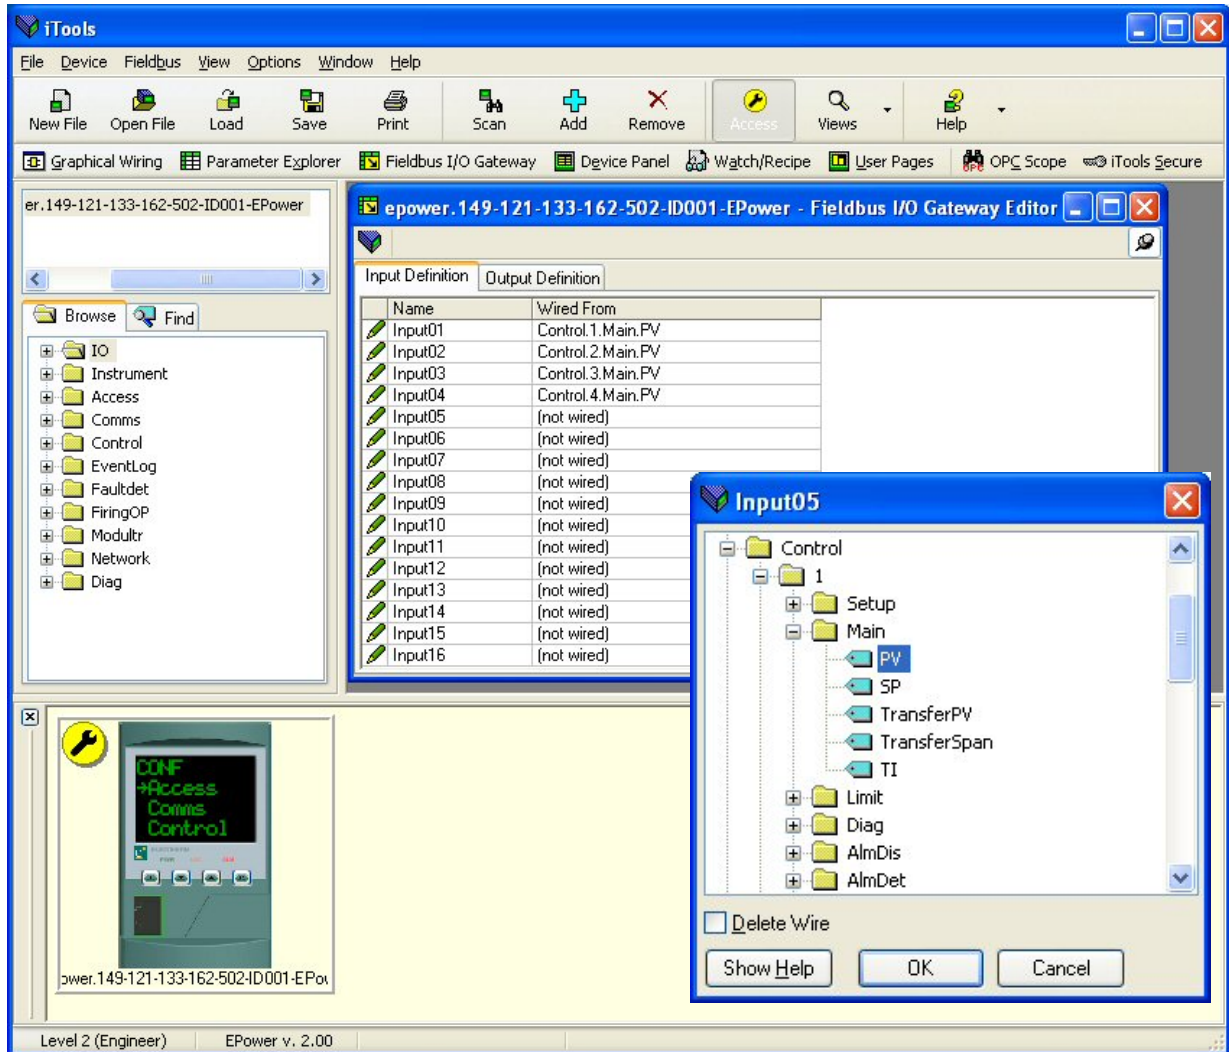 iTools
File Device Fieldbus View Options Window Help
New File Open File Load Save Print Scan Add Remove Access Views Help
Graphical Wiring Parameter Explorer Fieldbus I/O Gateway Device Panel Watch/Recipe User Pages OPC Scope iTools Secure
er.149-121-133-162-502-ID001-EPower
Browse Find
IO
Instrument
Access
Comms
Control
EventLog
Faultdet
FiringOP
Modultr
Network
Diag
epower.149-121-133-162-502-ID001-EPower - Fieldbus I/O Gateway Editor
Input Definition Output Definition
Name Wired From
Input01 Control.1.Main.PV
Input02 Control.2.Main.PV
Input03 Control.3.Main.PV
Input04 Control.4.Main.PV
Input05 (not wired)
Input06 (not wired)
Input07 (not wired)
Input08 (not wired)
Input09 (not wired)
Input10 (not wired)
Input11 (not wired)
Input12 (not wired)
Input13 (not wired)
Input14 (not wired)
Input15 (not wired)
Input16 (not wired)
Input05
Control
1
Setup
Main
PV
SP
TransferPV
TransferSpan
TI
Limit
Diag
AlmDis
AlmDet
Delete Wire
Show Help OK Cancel
CONF
→Access
Comms
Control
ower.149-121-133-162-502-ID001-EPo
Level 2 (Engineer) EPower v. 2.00